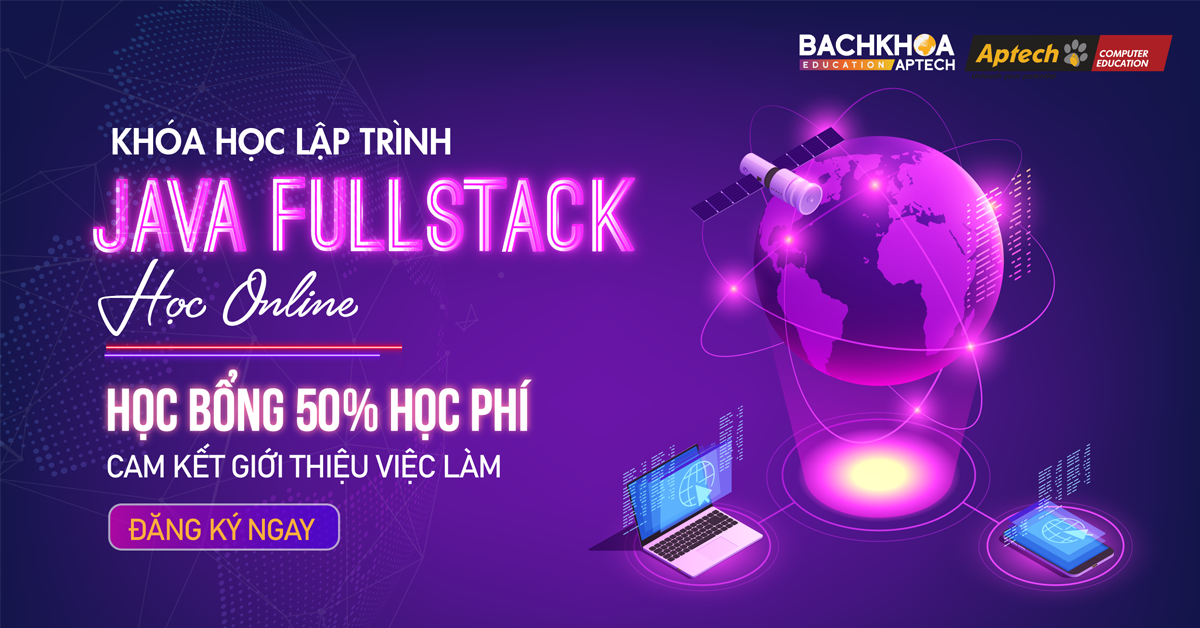 BACHKHOA
EDUCATION APTECH
Aptech COMPUTER EDUCATION
KHÓA HỌC LẬP TRÌNH
JAVA FULLSTACK
Học Online
HỌC BỔNG 50% HỌC PHÍ
CAM KẾT GIỚI THIỆU VIỆC LÀM
ĐĂNG KÝ NGAY